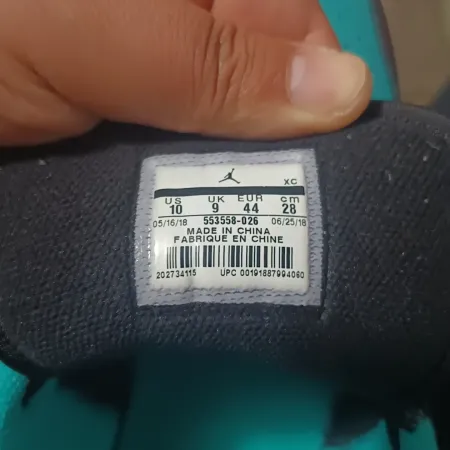 XC
US UK EUR cm
10 9 44 28
05/16/18 553558-026 06/25/18
MADE IN CHINA
FABRIQUE EN CHINE
202734115 UPC 00191887994060